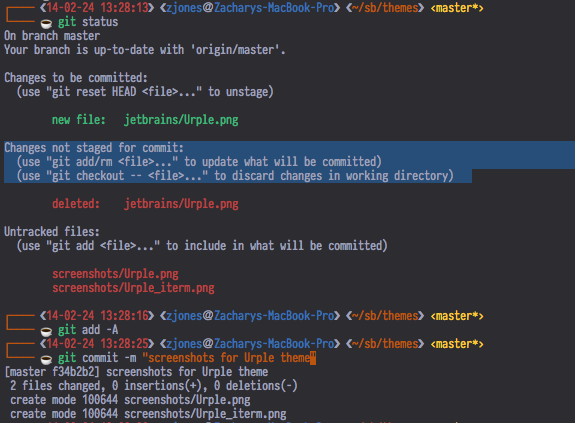 《14-02-24 13:28:13》 《zjones@Zacharys-MacBook-Pro》 《~/sb/themes》 <master*>
☕ git status
On branch master
Your branch is up-to-date with 'origin/master'.
Changes to be committed:
(use "git reset HEAD <file>..." to unstage)
new file:   jetbrains/Urple.png
Changes not staged for commit:
(use "git add/rm <file>..." to update what will be committed)
(use "git checkout -- <file>..." to discard changes in working directory)
deleted:    jetbrains/Urple.png
Untracked files:
(use "git add <file>..." to include in what will be committed)
screenshots/Urple.png
screenshots/Urple_iterm.png
《14-02-24 13:28:16》 《zjones@Zacharys-MacBook-Pro》 《~/sb/themes》 <master*>
☕ git add -A
《14-02-24 13:28:25》 《zjones@Zacharys-MacBook-Pro》 《~/sb/themes》 <master*>
☕ git commit -m "screenshots for Urple theme"
[master f34b2b2] screenshots for Urple theme
2 files changed, 0 insertions(+), 0 deletions(-)
create mode 100644 screenshots/Urple.png
create mode 100644 screenshots/Urple_iterm.png